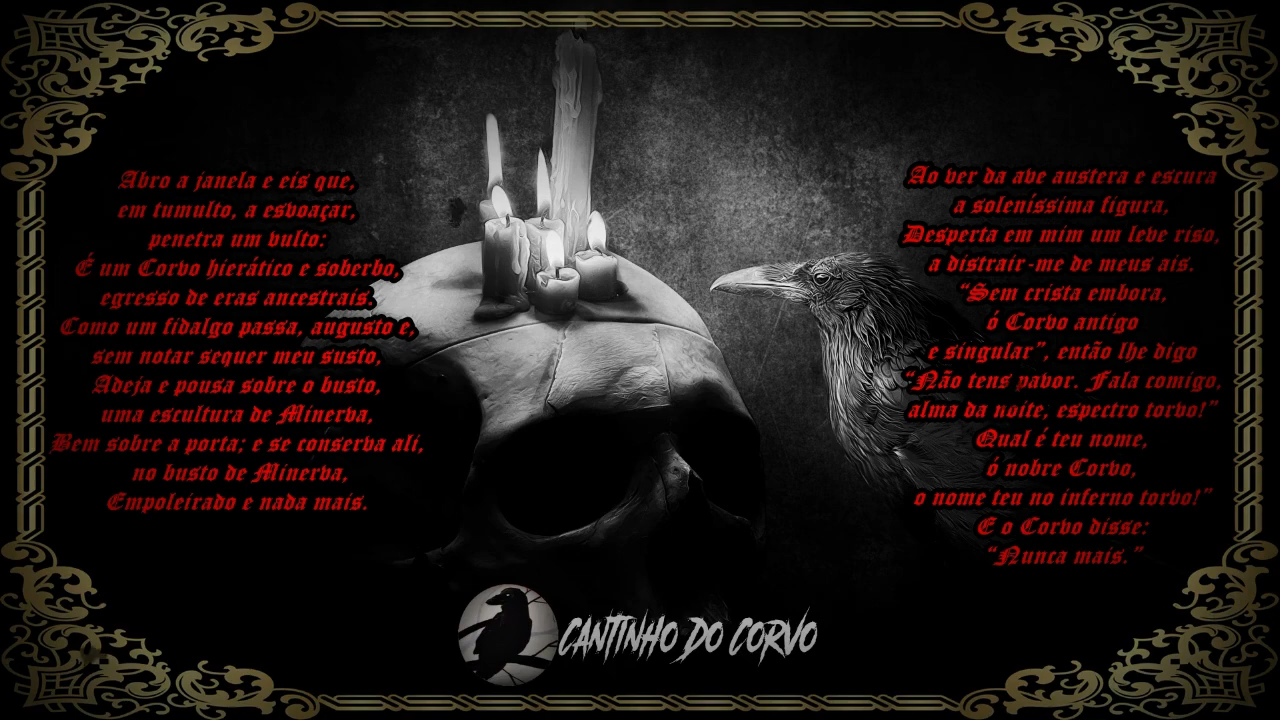 Abro a janela e eis que,
em tumulto, a esvoaçar,
penetra um vulto:
É um Corvo hierático e soberbo,
egresso de eras ancestrais.
Como um fidalgo passa, augusto e,
sem notar sequer meu susto,
Adeja e pousa sobre o busto,
uma escultura de Minerva,
Bem sobre a porta; e se conserva ali,
no busto de Minerva,
Empoleirado e nada mais.
Ao ver da ave austera e escura
a soleníssima figura,
Desperta em mim um leve riso,
a distrair-me de meus ais.
“Sem crista embora,
ó Corvo antigo
e singular”, então lhe digo
“Não tens pavor. Fala comigo,
alma da noite, espectro torvo!”
Qual é teu nome,
ó nobre Corvo,
o nome teu no inferno torvo!”
E o Corvo disse:
“Nunca mais.”
CANTINHO DO CORVO